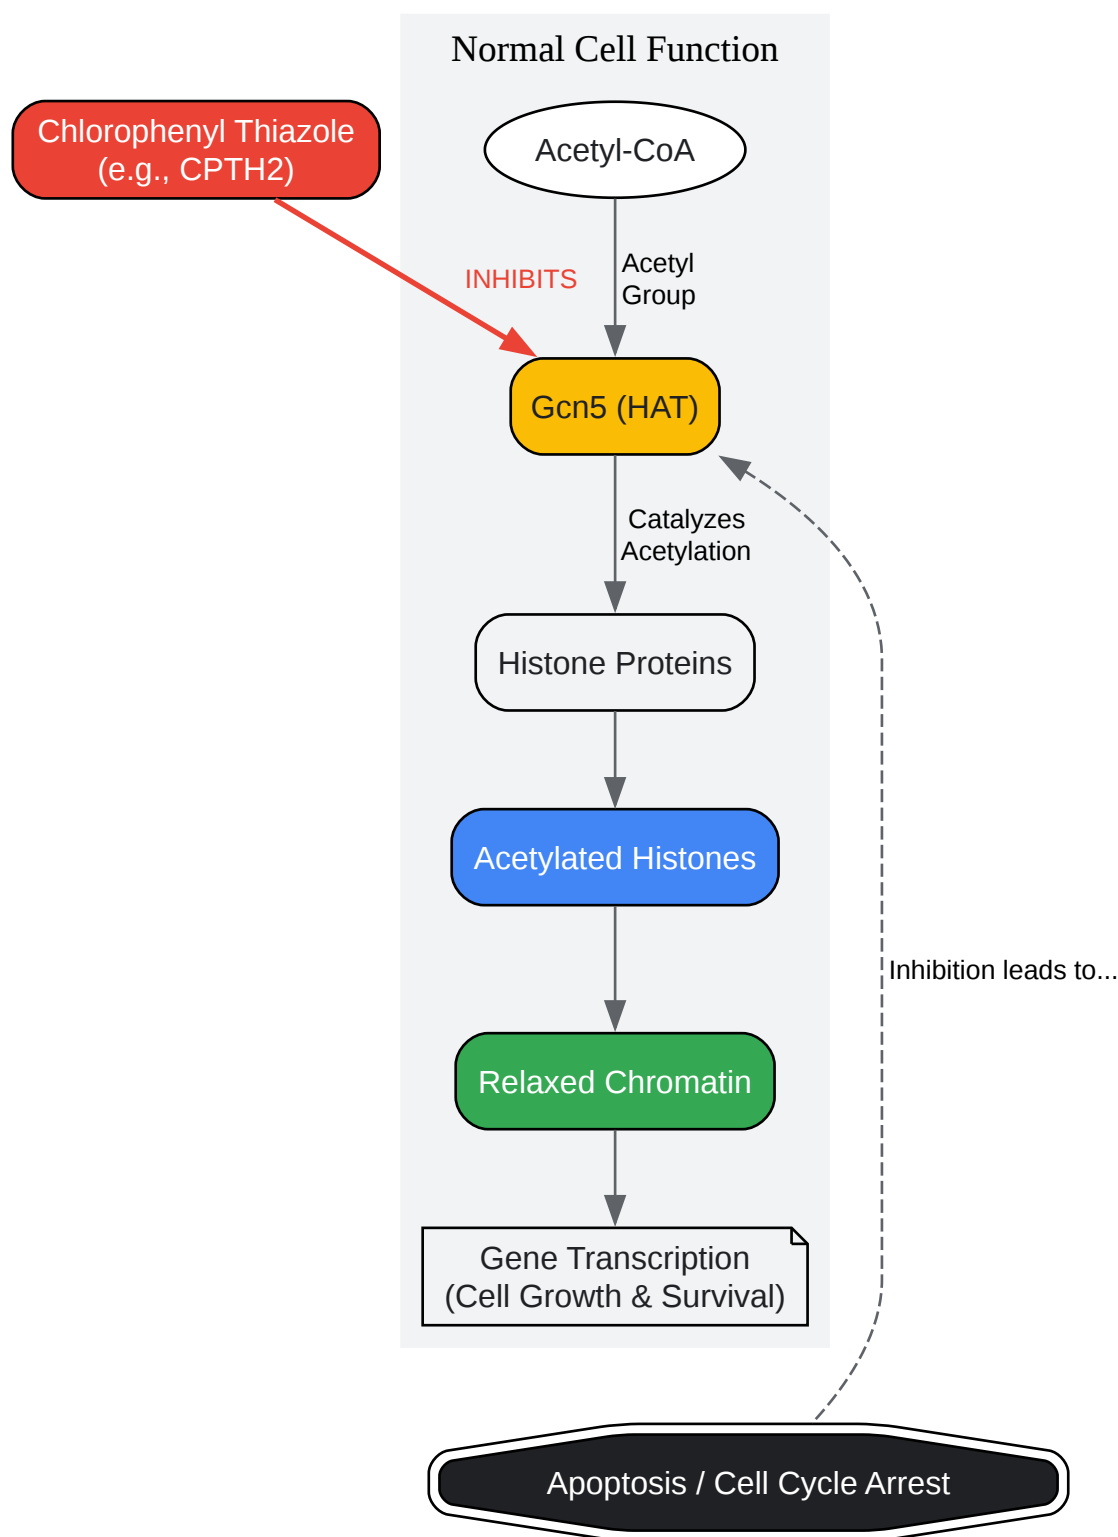 Normal Cell Function
Chlorophenyl Thiazole
(e.g., CPTH2)
Acetyl-CoA
INHIBITS
Acetyl
Group
Gcn5 (HAT)
Catalyzes
Acetylation
Histone Proteins
Acetylated Histones
Inhibition leads to...
Relaxed Chromatin
Gene Transcription
(Cell Growth & Survival)
Apoptosis / Cell Cycle Arrest